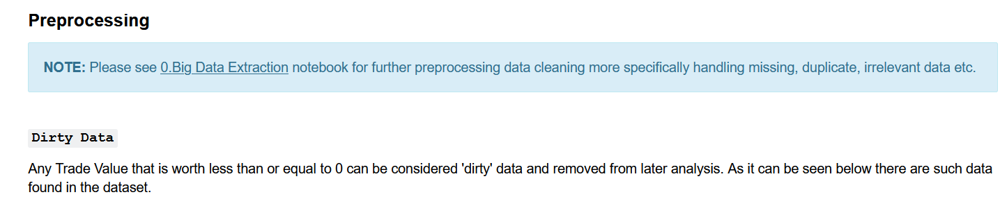 Preprocessing
NOTE: Please see 0.Big Data Extraction notebook for further preprocessing data cleaning more specifically handling missing, duplicate, irrelevant data etc.
Dirty Data
Any Trade Value that is worth less than or equal to 0 can be considered 'dirty' data and removed from later analysis. As it can be seen below there are such data
found in the dataset.